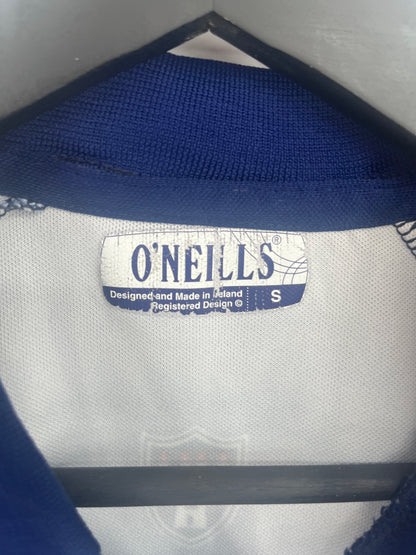 O'NEILLS®
Designed and Made in Ireland
Registered Design ©
S